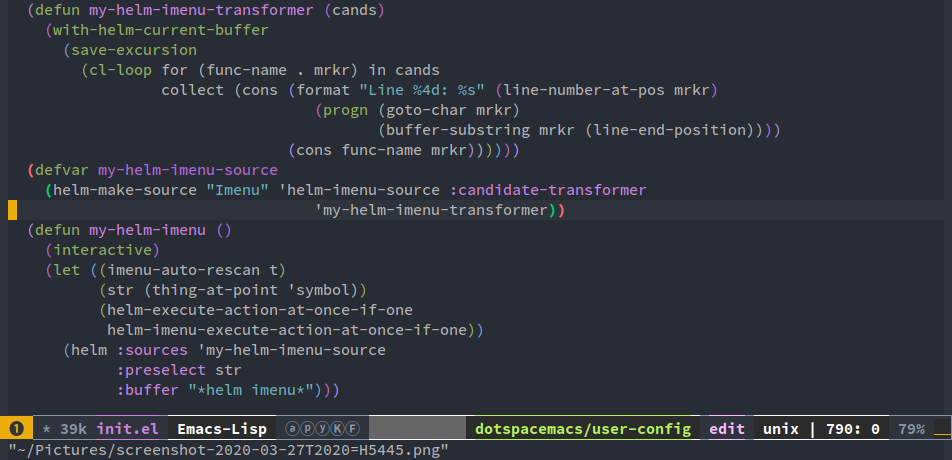 (defun my-helm-imenu-transformer (cands)
  (with-helm-current-buffer
    (save-excursion
      (cl-loop for (func-name . mrkr) in cands
               collect (cons (format "Line %4d: %s" (line-number-at-pos mrkr)
                                (progn (goto-char mrkr)
                                       (buffer-substring mrkr (line-end-position))))
                             (cons func-name mrkr))))))
(defvar my-helm-imenu-source
  (helm-make-source "Imenu" 'helm-imenu-source :candidate-transformer
                                'my-helm-imenu-transformer))
(defun my-helm-imenu ()
  (interactive)
  (let ((imenu-auto-rescan t)
        (str (thing-at-point 'symbol))
        (helm-execute-action-at-once-if-one
         helm-imenu-execute-action-at-once-if-one))
    (helm :sources 'my-helm-imenu-source
          :preselect str
          :buffer "*helm imenu*")))
❶ * 39k init.el Emacs-Lisp ⓐⓟⓨⓀⒻ dotspacemacs/user-config edit unix | 790: 0 79%
"~/Pictures/screenshot-2020-03-27T2020=H5445.png"